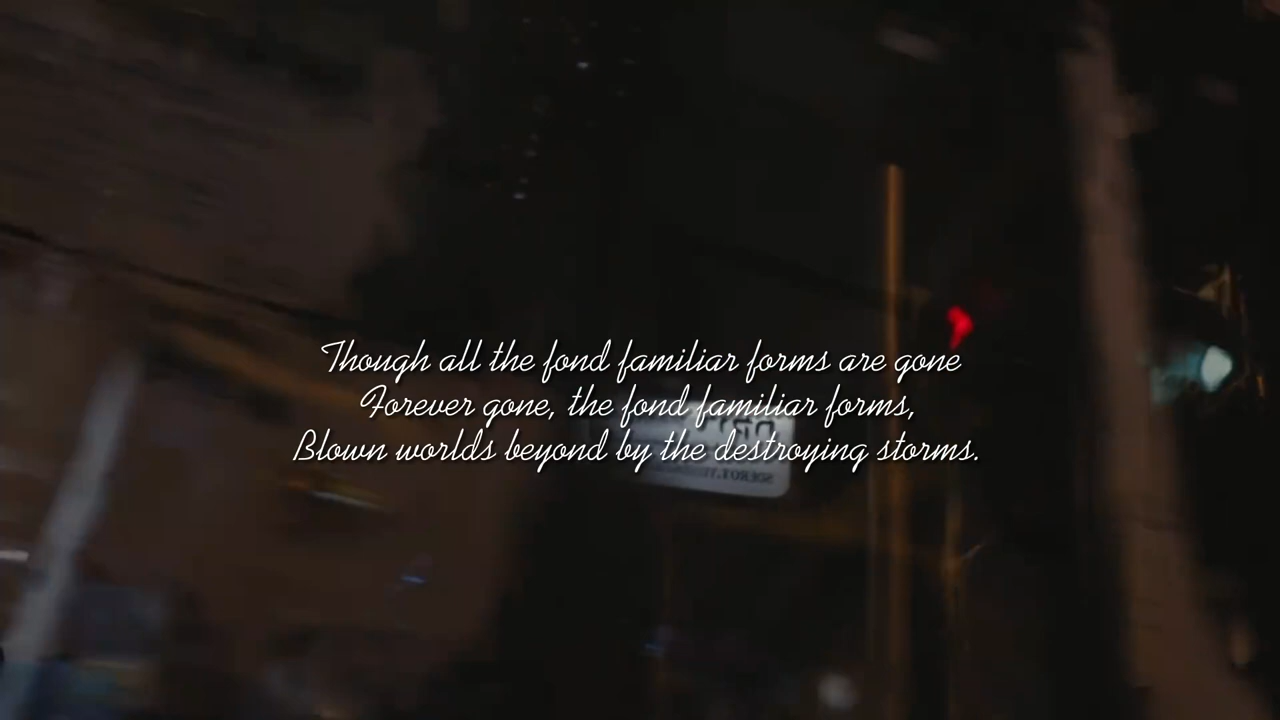 Though all the fond familiar forms are gone
Forever gone, the fond familiar forms,
Blown worlds beyond by the destroying storms.